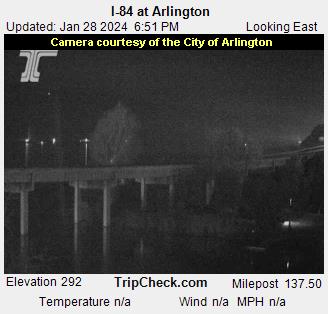 I-84 at Arlington
Updated: Jan 28 2024 6:51 PM Looking East
Camera courtesy of the City of Arlington
Elevation 292 TripCheck.com Milepost 137.50
Temperature n/a Wind n/a MPH n/a